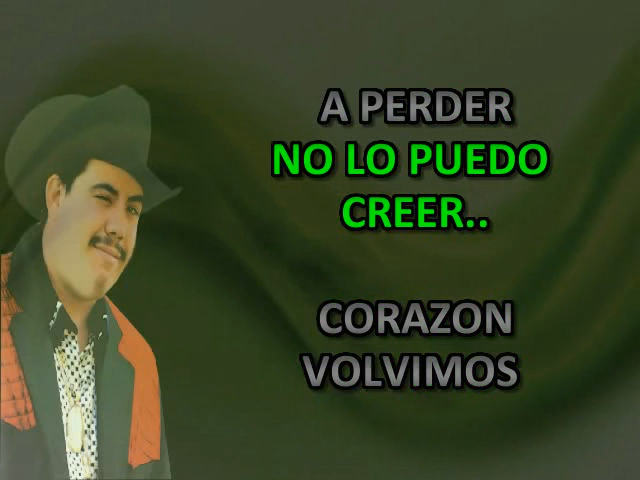 A PERDER
NO LO PUEDO
CREER..
CORAZON
VOLVIMOS